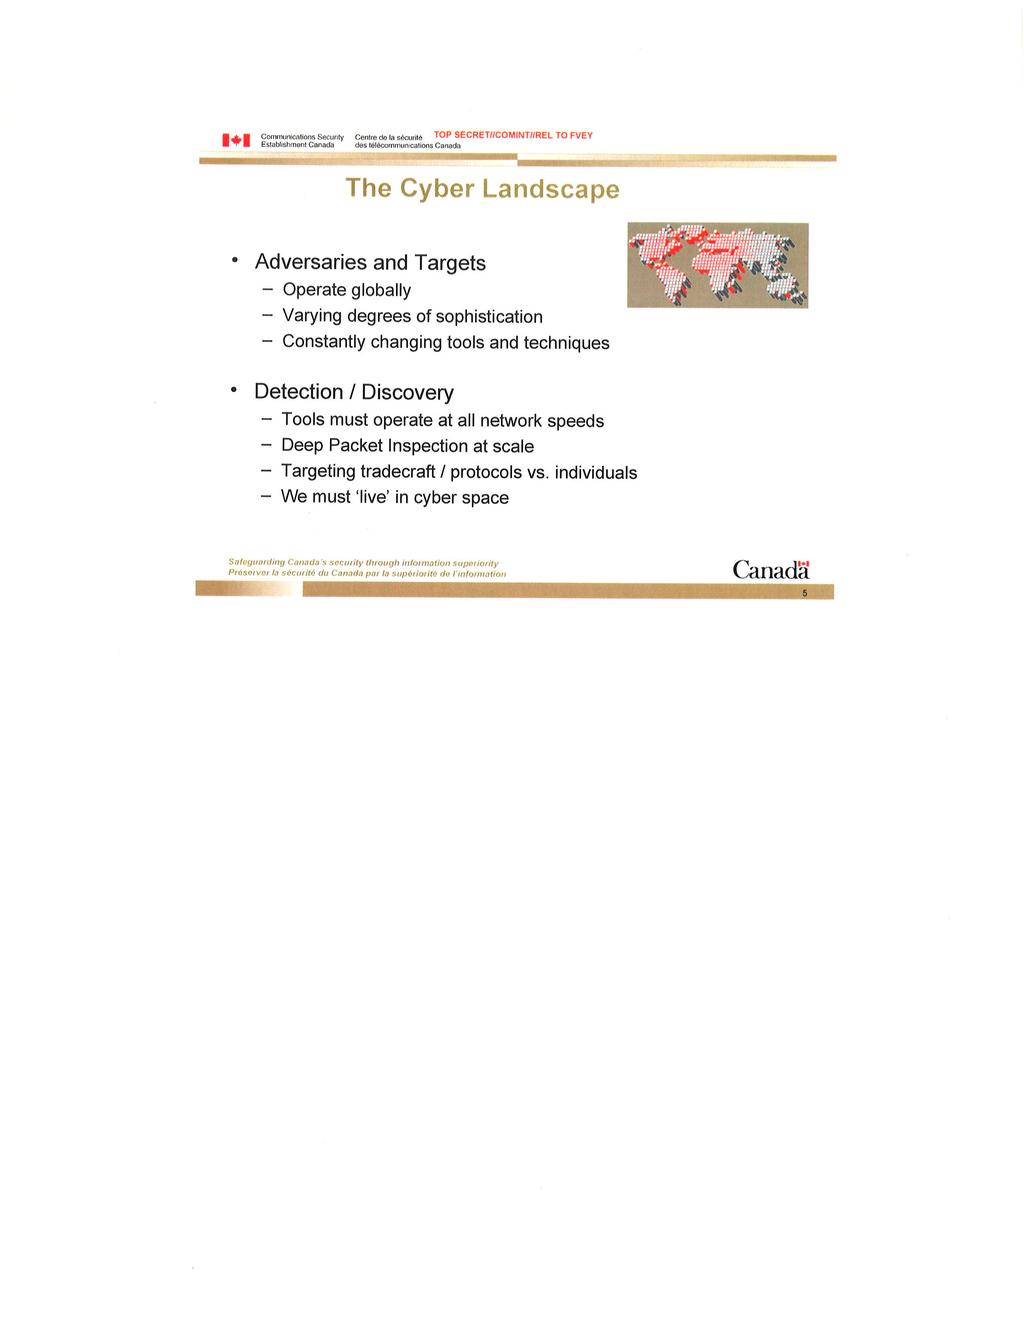 Communications Security Centre de la sécurité TOP SECRET//COMINT//REL TO FVEY
Establishment Canada des télécommunications Canada
The Cyber Landscape
• Adversaries and Targets
– Operate globally
– Varying degrees of sophistication
– Constantly changing tools and techniques
• Detection / Discovery
– Tools must operate at all network speeds
– Deep Packet Inspection at scale
– Targeting tradecraft / protocols vs. individuals
– We must ‘live’ in cyber space
Safeguarding Canada's security through information superiority
Préserver la sécurité du Canada par la supériorité de l'information
Canada
5